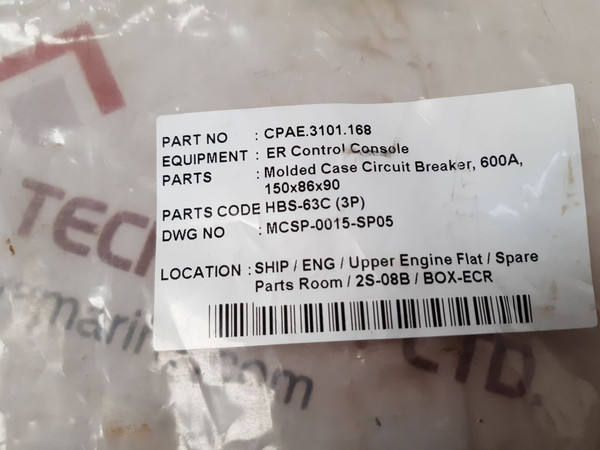 PART NO : CPAE.3101.168
EQUIPMENT : ER Control Console
PARTS : Molded Case Circuit Breaker, 600A,
150x86x90
PARTS CODE HBS-63C (3P)
DWG NO : MCSP-0015-SP05
LOCATION : SHIP / ENG / Upper Engine Flat / Spare
Parts Room / 2S-08B / BOX-ECR
LTD.
.com